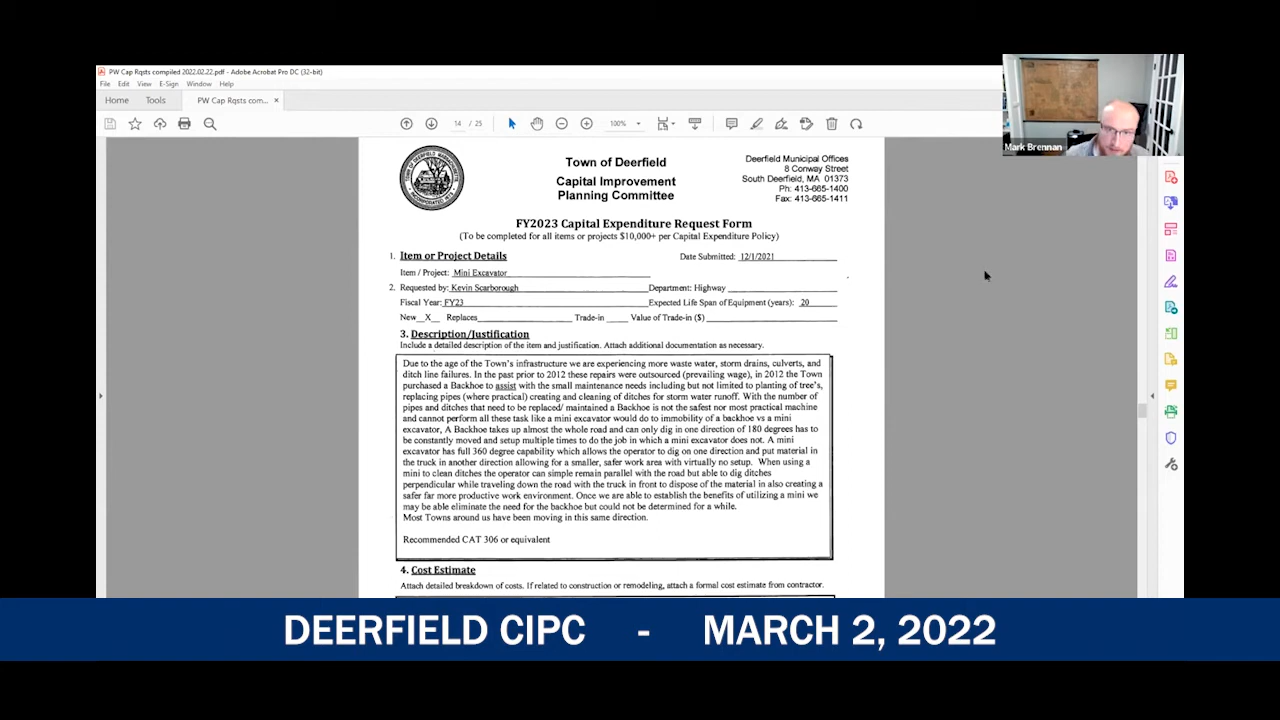 PW Cap Rqsts compiled 2022.02.22.pdf - Adobe Acrobat Pro DC (32-bit)
File Edit View E-Sign Window Help
Home Tools PW Cap Rqsts com... ×
14 / 25 100%
Mark Brennan
Town of Deerfield
Capital Improvement
Planning Committee
Deerfield Municipal Offices
8 Conway Street
South Deerfield, MA 01373
Ph: 413-665-1400
Fax: 413-665-1411
FY2023 Capital Expenditure Request Form
(To be completed for all items or projects $10,000+ per Capital Expenditure Policy)
1. Item or Project Details Date Submitted: 12/1/2021
Item / Project: Mini Excavator
2. Requested by: Kevin Scarborough Department: Highway
Fiscal Year: FY23 Expected Life Span of Equipment (years): 20
New X Replaces Trade-in Value of Trade-in ($)
3. Description/Justification
Include a detailed description of the item and justification. Attach additional documentation as necessary.
Due to the age of the Town's infrastructure we are experiencing more waste water, storm drains, culverts, and
ditch line failures. In the past prior to 2012 these repairs were outsourced (prevailing wage), in 2012 the Town
purchased a Backhoe to assist with the small maintenance needs including but not limited to planting of tree's,
replacing pipes (where practical) creating and cleaning of ditches for storm water runoff. With the number of
pipes and ditches that need to be replaced/ maintained a Backhoe is not the safest nor most practical machine
and cannot perform all these task like a mini excavator would do to immobility of a backhoe vs a mini
excavator, A Backhoe takes up almost the whole road and can only dig in one direction of 180 degrees has to
be constantly moved and setup multiple times to do the job in which a mini excavator does not. A mini
excavator has full 360 degree capability which allows the operator to dig on one direction and put material in
the truck in another direction allowing for a smaller, safer work area with virtually no setup. When using a
mini to clean ditches the operator can simple remain parallel with the road but able to dig ditches
perpendicular while traveling down the road with the truck in front to dispose of the material in also creating a
safer far more productive work environment. Once we are able to establish the benefits of utilizing a mini we
may be able eliminate the need for the backhoe but could not be determined for a while.
Most Towns around us have been moving in this same direction.
Recommended CAT 306 or equivalent
4. Cost Estimate
Attach detailed breakdown of costs. If related to construction or remodeling, attach a formal cost estimate from contractor.
DEERFIELD CIPC - MARCH 2, 2022